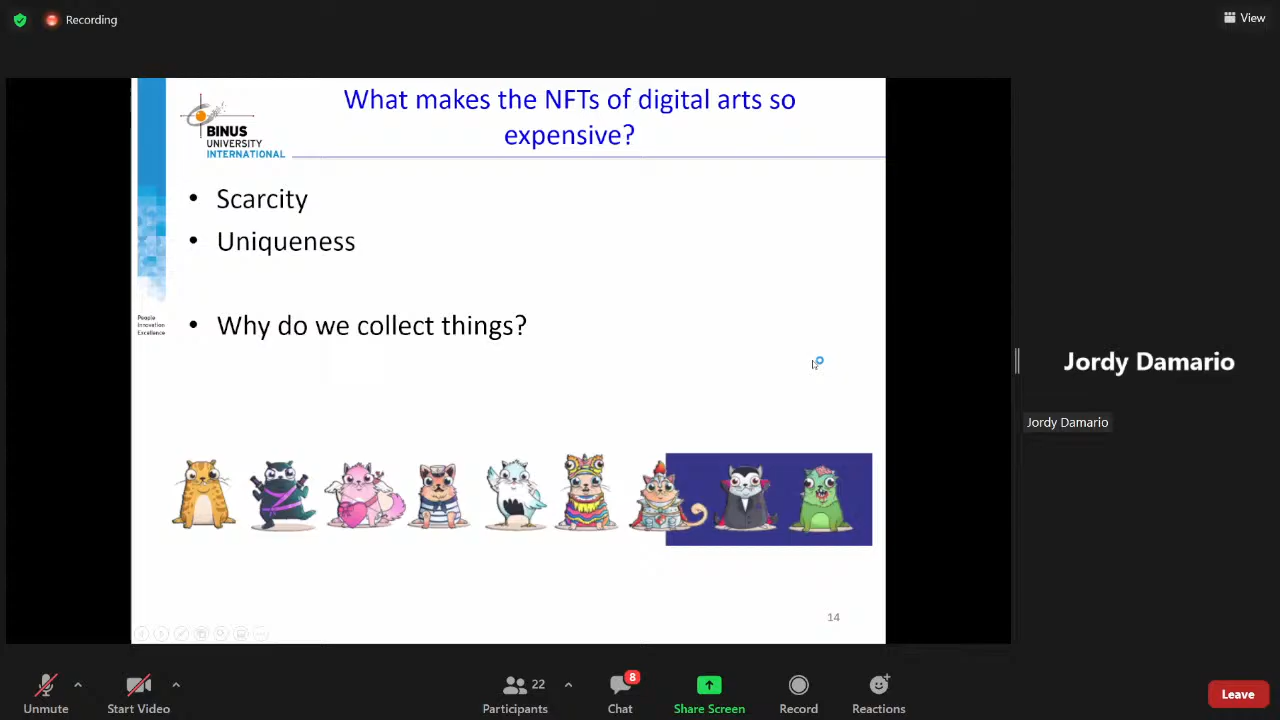 Recording
View
What makes the NFTs of digital arts so
expensive?
BINUS
UNIVERSITY
INTERNATIONAL
• Scarcity
• Uniqueness
People
Innovation
Excellence
• Why do we collect things?
Jordy Damario
Jordy Damario
14
Unmute
Start Video
22
Participants
8
Chat
Share Screen
Record
Reactions
Leave